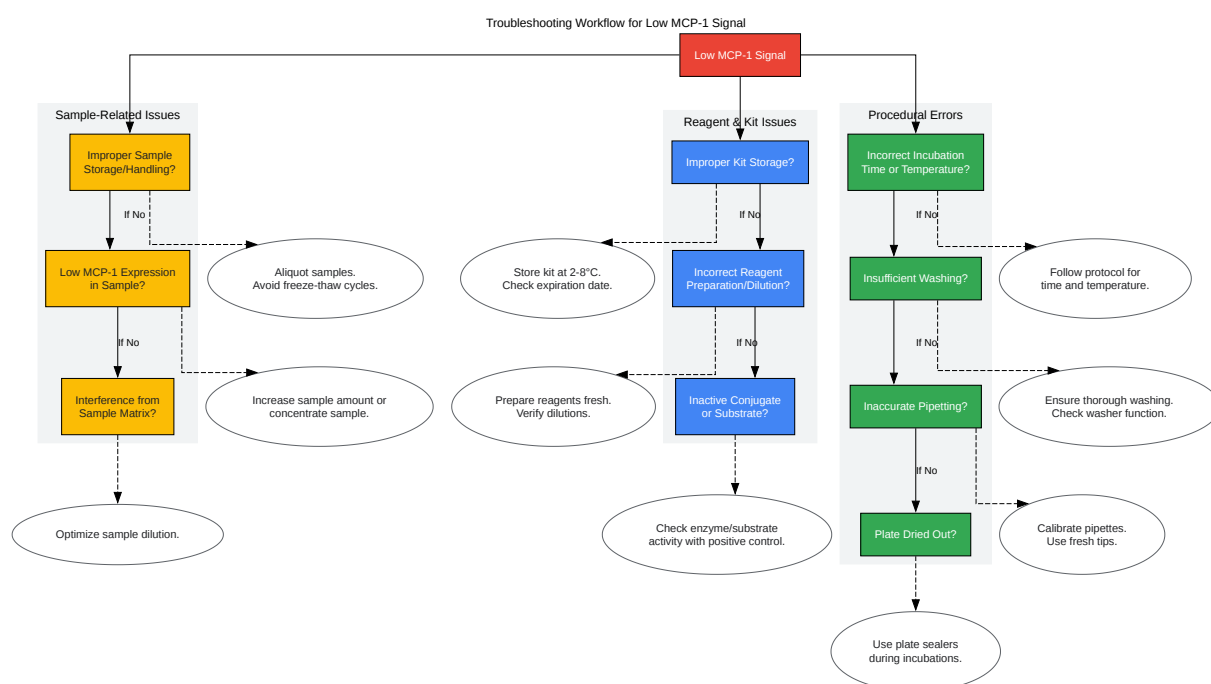 Troubleshooting Workflow for Low MCP-1 Signal
Low MCP-1 Signal
Sample-Related Issues
Improper Sample
Storage/Handling?
If No
Low MCP-1 Expression
in Sample?
Aliquot samples.
Avoid freeze-thaw cycles.
If No
Interference from
Sample Matrix?
Increase sample amount or
concentrate sample.
Optimize sample dilution.
Reagent & Kit Issues
Improper Kit Storage?
If No
Store kit at 2-8°C.
Check expiration date.
Incorrect Reagent
Preparation/Dilution?
If No
Prepare reagents fresh.
Verify dilutions.
Inactive Conjugate
or Substrate?
Check enzyme/substrate
activity with positive control.
Procedural Errors
Incorrect Incubation
Time or Temperature?
If No
Insufficient Washing?
Follow protocol for
time and temperature.
If No
Inaccurate Pipetting?
Ensure thorough washing.
Check washer function.
If No
Plate Dried Out?
Calibrate pipettes.
Use fresh tips.
Use plate sealers
during incubations.